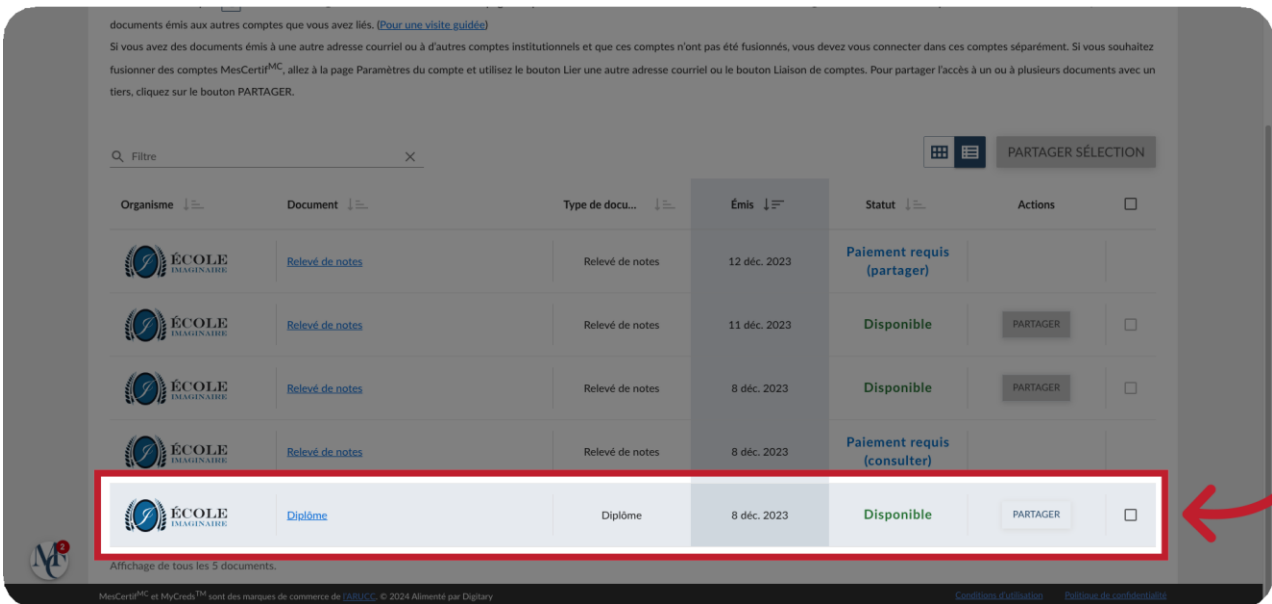 documents émis aux autres comptes que vous avez liés. (Pour une visite guidée)
Si vous avez des documents émis à une autre adresse courriel ou à d'autres comptes institutionnels et que ces comptes n'ont pas été fusionnés, vous devez vous connecter dans ces comptes séparément. Si vous souhaitez
fusionner des comptes MesCertifMC, allez à la page Paramètres du compte et utilisez le bouton Lier une autre adresse courriel ou le bouton Liaison de comptes. Pour partager l'accès à un ou à plusieurs documents avec un
tiers, cliquez sur le bouton PARTAGER.
Filtre
PARTAGER SÉLECTION
Organisme Document Type de docu... Émis Statut Actions
ÉCOLE IMAGINAIRE Relevé de notes Relevé de notes 12 déc. 2023 Paiement requis (partager)
ÉCOLE IMAGINAIRE Relevé de notes Relevé de notes 11 déc. 2023 Disponible PARTAGER
ÉCOLE IMAGINAIRE Relevé de notes Relevé de notes 8 déc. 2023 Disponible PARTAGER
ÉCOLE IMAGINAIRE Relevé de notes Relevé de notes 8 déc. 2023 Paiement requis (consulter)
ÉCOLE IMAGINAIRE Diplôme Diplôme 8 déc. 2023 Disponible PARTAGER
2
Affichage de tous les 5 documents.
MesCertifMC et MyCredsTM sont des marques de commerce de l'ARUCC. © 2024 Alimenté par Digitary Conditions d'utilisation Politique de confidentialité